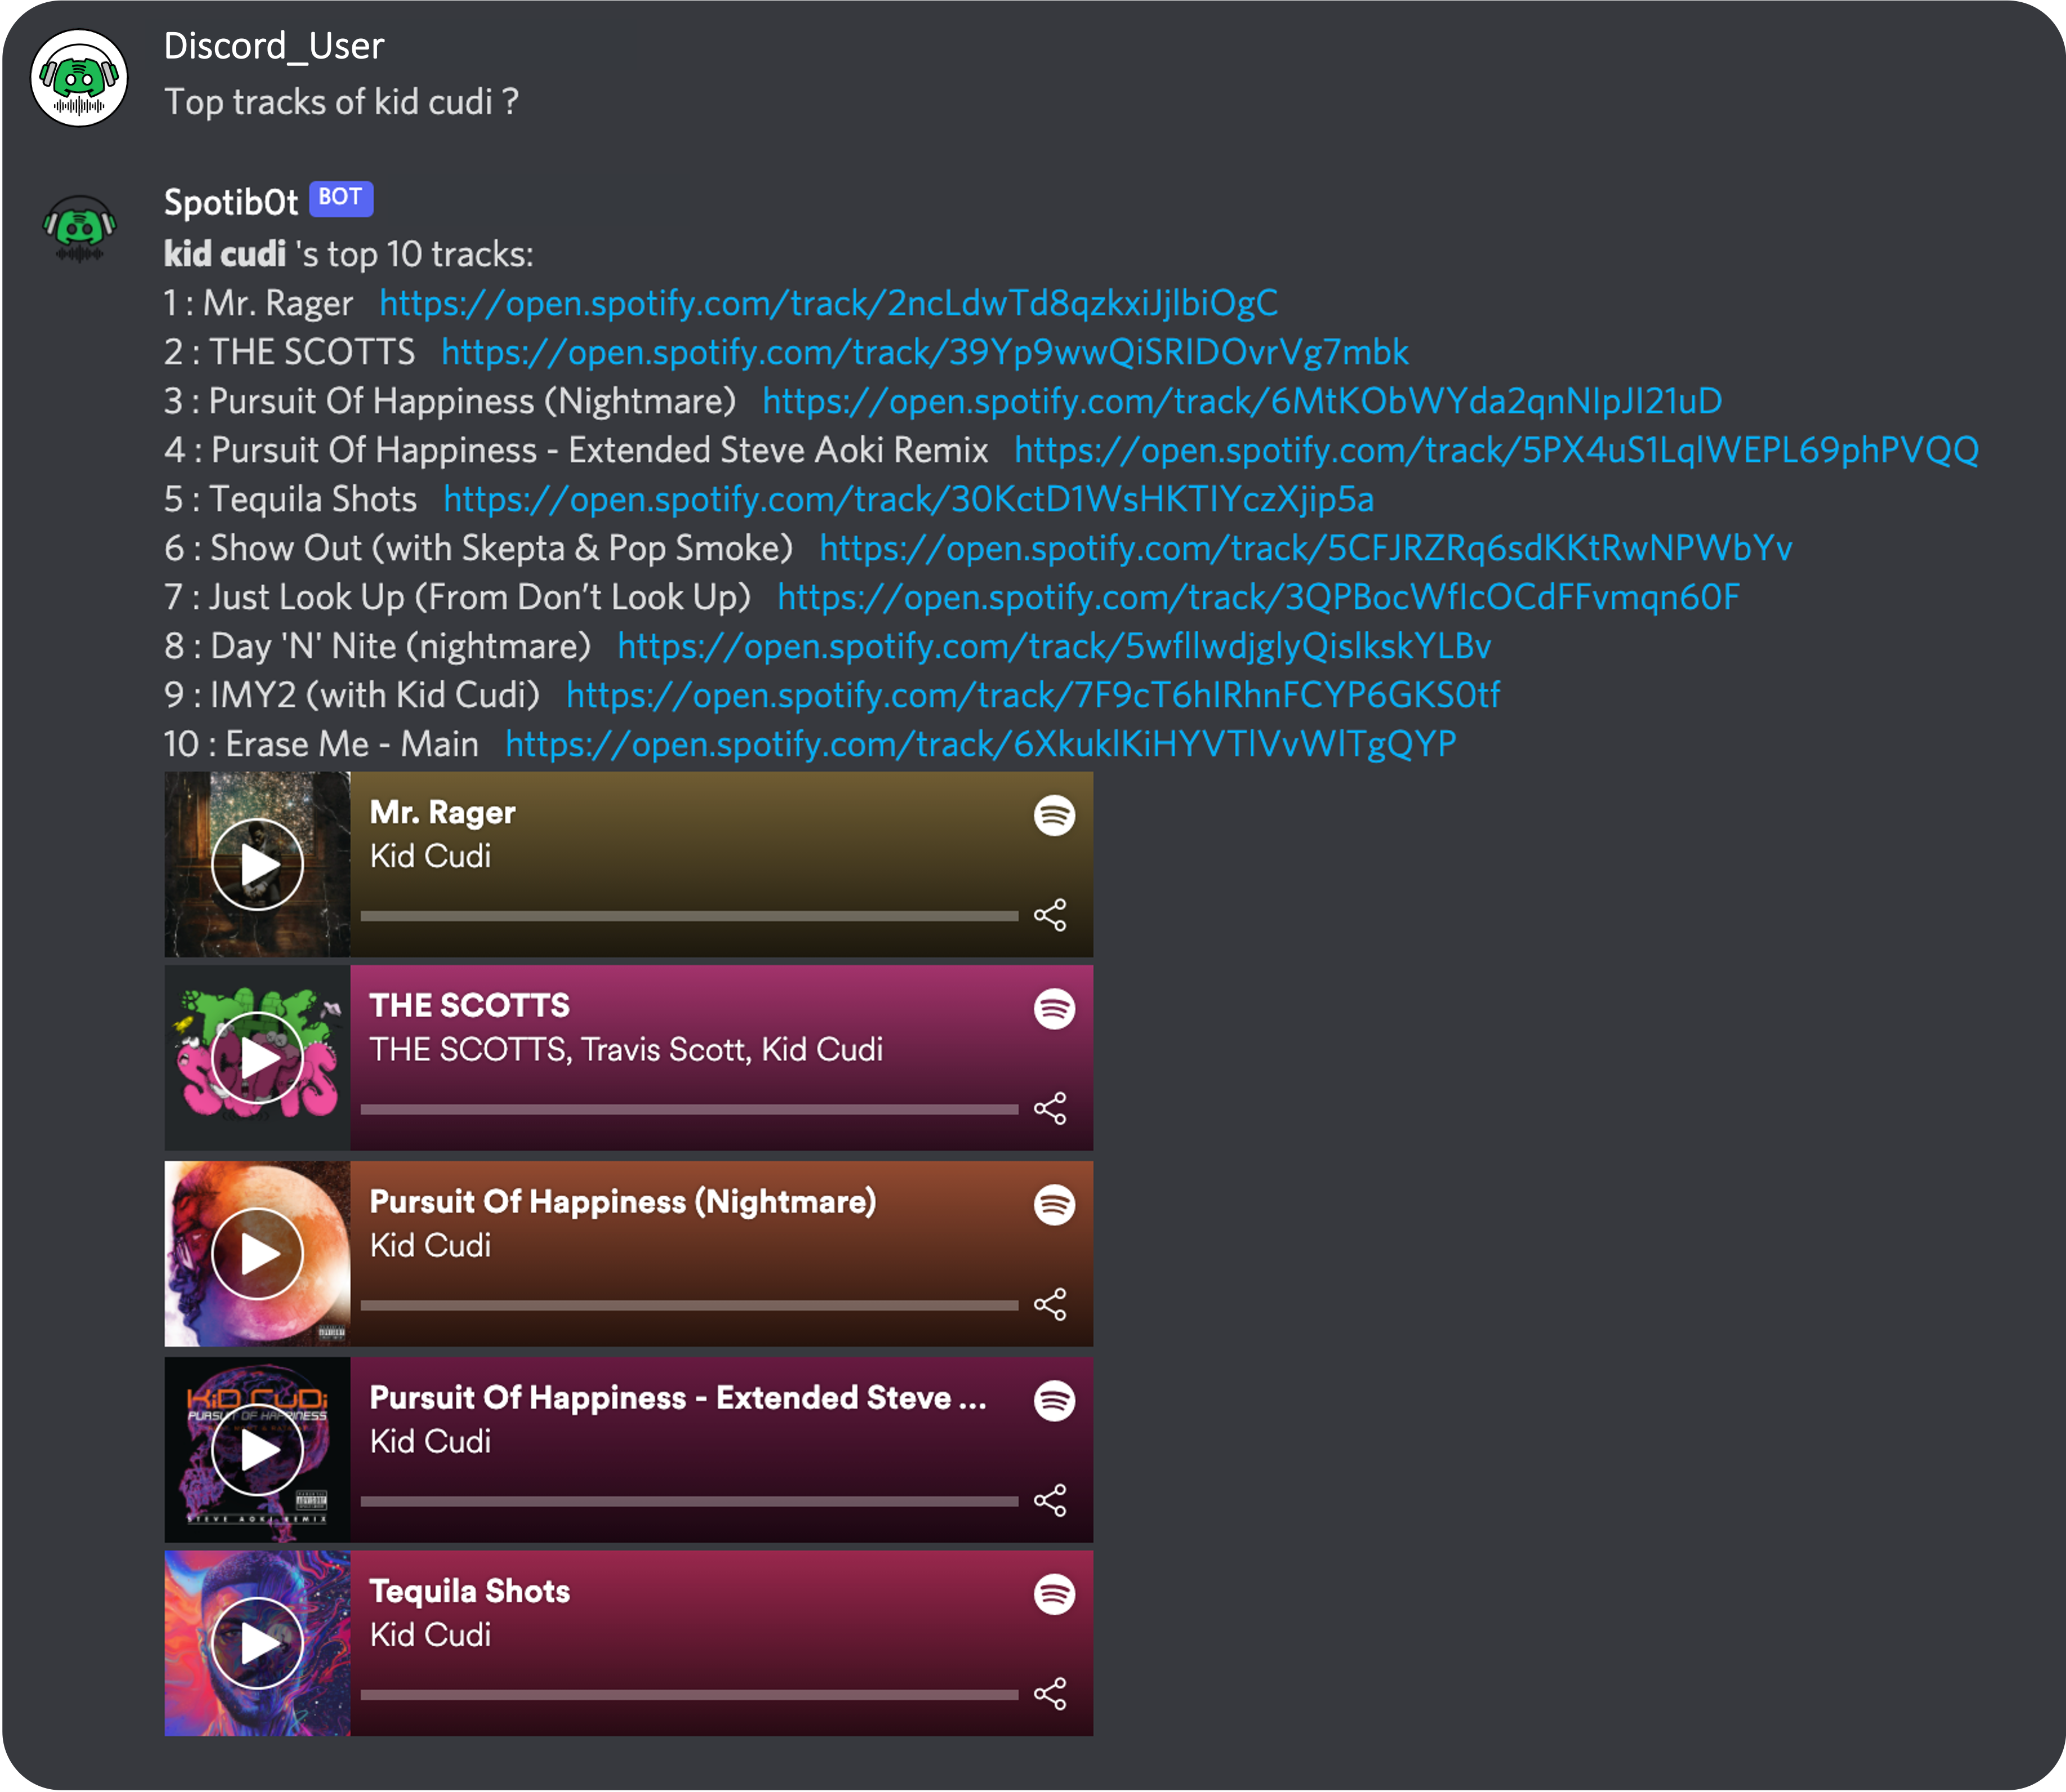 Discord_User
Top tracks of kid cudi ?
Spotib0t BOT
kid cudi 's top 10 tracks:
1 : Mr. Rager https://open.spotify.com/track/2ncLdwTd8qzkxiJjlbiOgC
2 : THE SCOTTS https://open.spotify.com/track/39Yp9wwQiSRIDOvrVg7mbk
3 : Pursuit Of Happiness (Nightmare) https://open.spotify.com/track/6MtKObWYda2qnNIpJI21uD
4 : Pursuit Of Happiness - Extended Steve Aoki Remix https://open.spotify.com/track/5PX4uS1LqlWEPL69phPVQQ
5 : Tequila Shots https://open.spotify.com/track/30KctD1WsHKTIYczXjip5a
6 : Show Out (with Skepta & Pop Smoke) https://open.spotify.com/track/5CFJRZRq6sdKKtRwNPWbYv
7 : Just Look Up (From Don’t Look Up) https://open.spotify.com/track/3QPBocWfIcOCdFFvmqn60F
8 : Day 'N' Nite (nightmare) https://open.spotify.com/track/5wfllwdjglyQislkskYLBv
9 : IMY2 (with Kid Cudi) https://open.spotify.com/track/7F9cT6hIRhnFCYP6GKS0tf
10 : Erase Me - Main https://open.spotify.com/track/6XkuklKiHYVTlVvWlTgQYP
Mr. Rager
Kid Cudi
THE SCOTTS
THE SCOTTS
THE SCOTTS, Travis Scott, Kid Cudi
Pursuit Of Happiness (Nightmare)
Kid Cudi
KiD CuDi
PURSUIT OF HAPPINESS
STEVE AOKI REMIX
Pursuit Of Happiness - Extended Steve ...
Kid Cudi
Tequila Shots
Kid Cudi